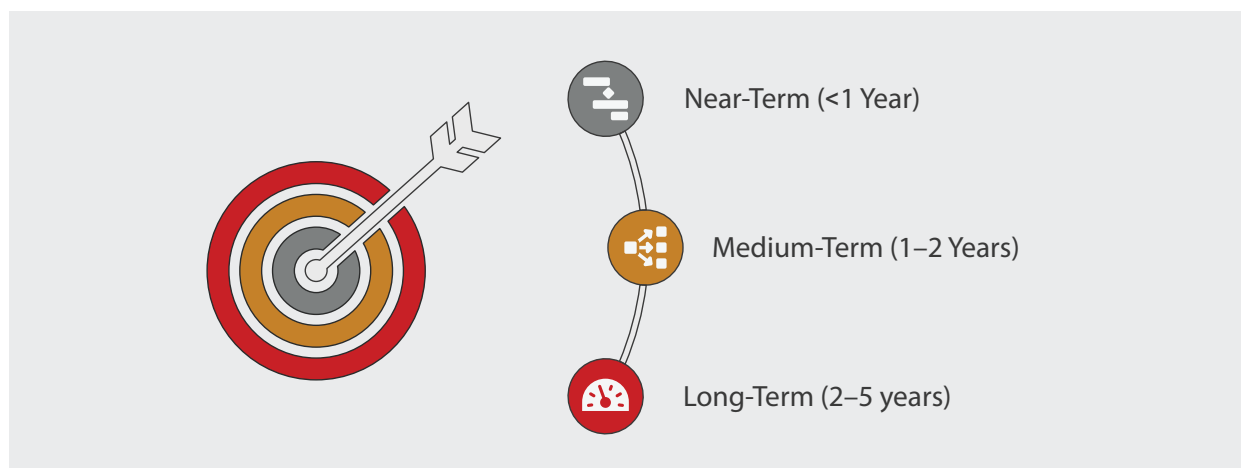 Near-Term (<1 Year)
Medium-Term (1–2 Years)
Long-Term (2–5 years)